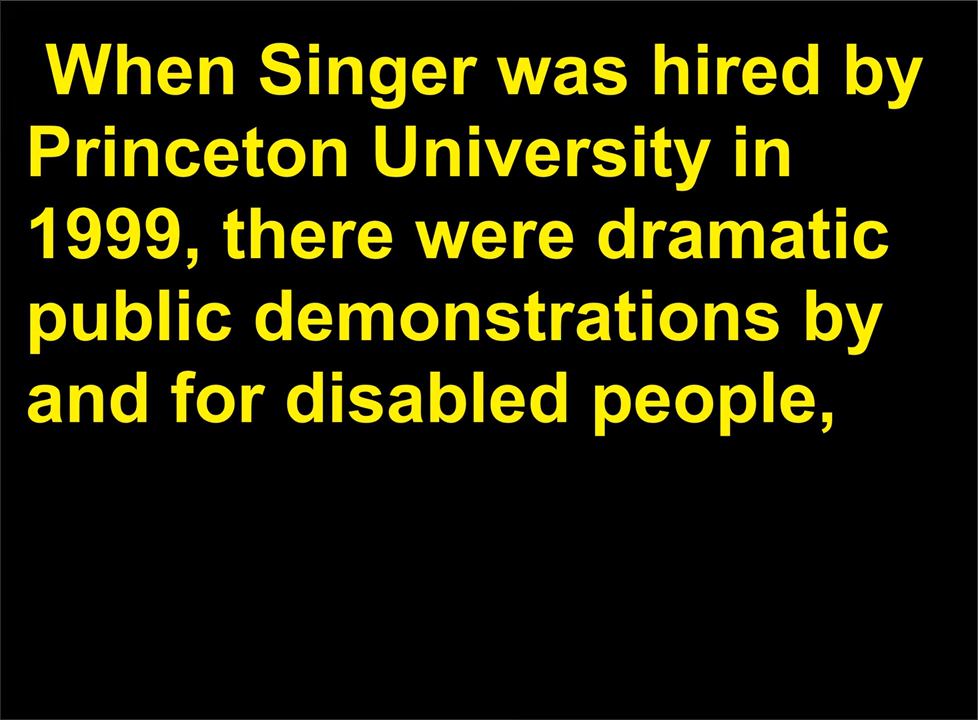 When Singer was hired by
Princeton University in
1999, there were dramatic
public demonstrations by
and for disabled people,